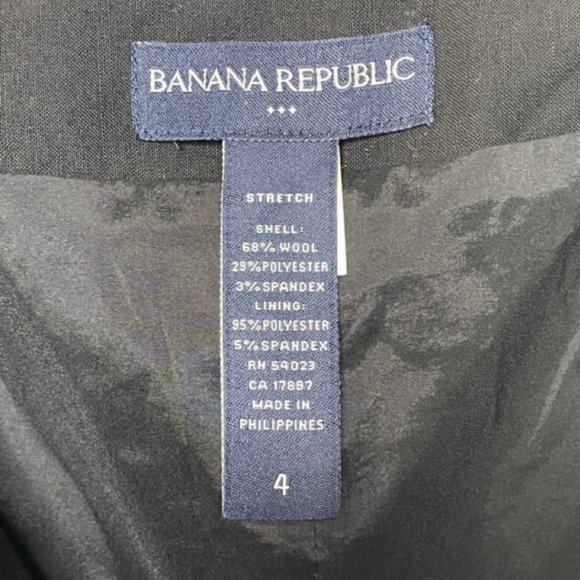 BANANA REPUBLIC
STRETCH
SHELL:
68% WOOL
29% POLYESTER
3% SPANDEX
LINING:
95% POLYESTER
5% SPANDEX
RN 54023
CA 17897
MADE IN
PHILIPPINES
4